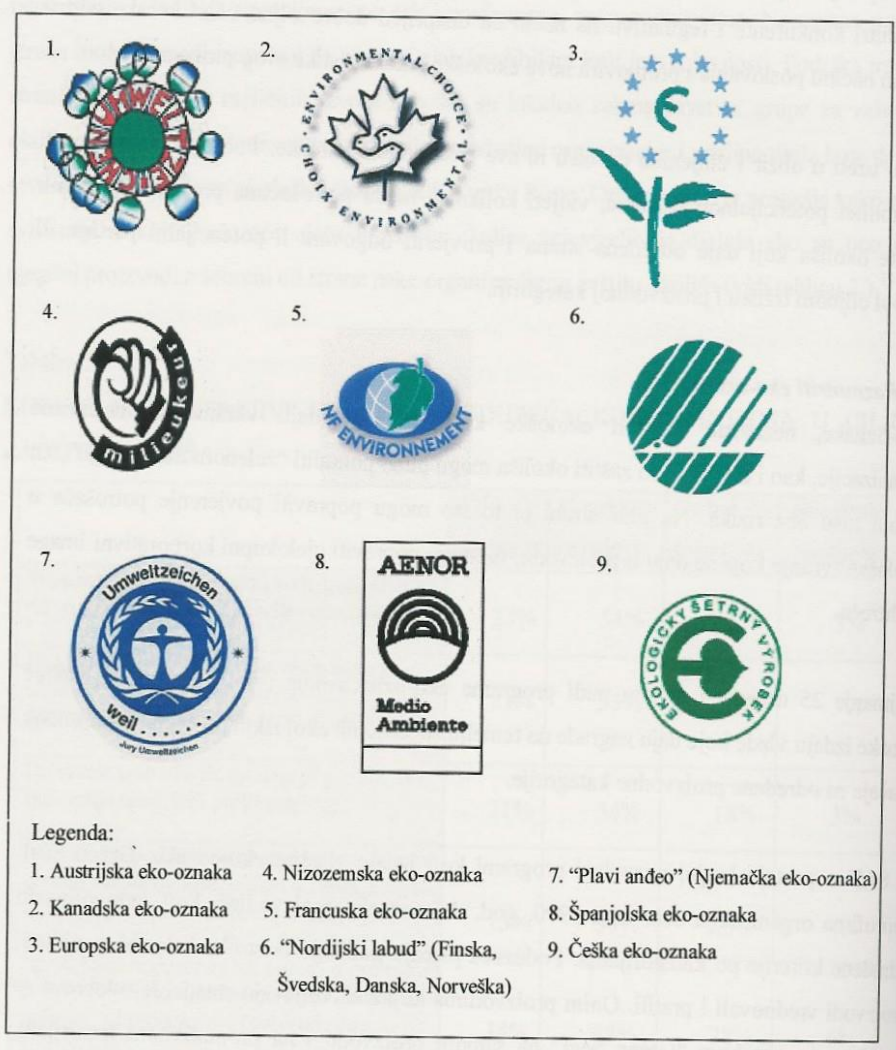 1.
2.
3.
UMWELTZEICHEN
ENVIRONMENTAL CHOICE
CHOIX ENVIRONMENTAL
4.
5.
6.
milieukeur
NF ENVIRONNEMENT
7.
8.
9.
Umweltzeichen
weil......
Jury Umweltzeichen
AENOR
Medio
Ambiente
EKOLOGICKY ŠETRNÝ VÝROBEK
Legenda:
1. Austrijska eko-oznaka
2. Kanadska eko-oznaka
3. Europska eko-oznaka
4. Nizozemska eko-oznaka
5. Francuska eko-oznaka
6. “Nordijski labud” (Finska,
Švedska, Danska, Norveška)
7. “Plavi anđeo” (Njemačka eko-oznaka)
8. Španjolska eko-oznaka
9. Češka eko-oznaka